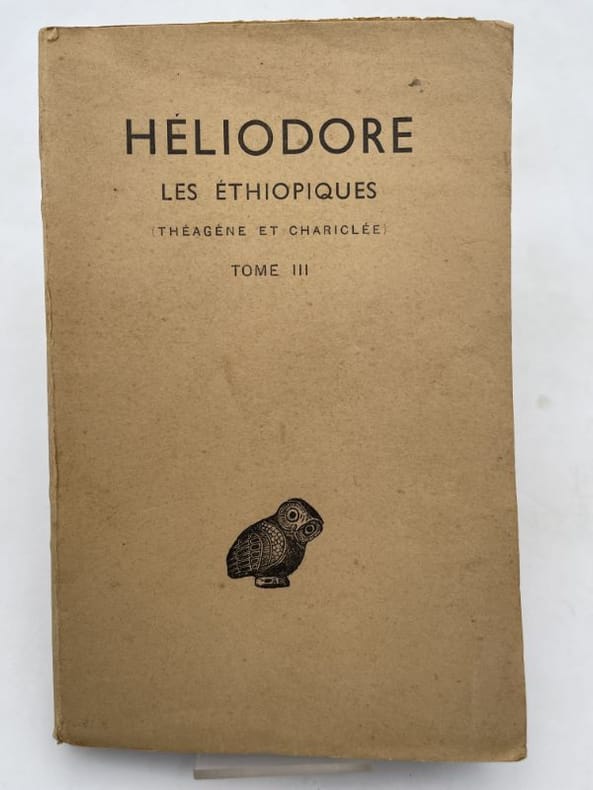 HÉLIODORE
LES ÉTHIOPIQUES
(THÉAGÈNE ET CHARICLÉE)
TOME III